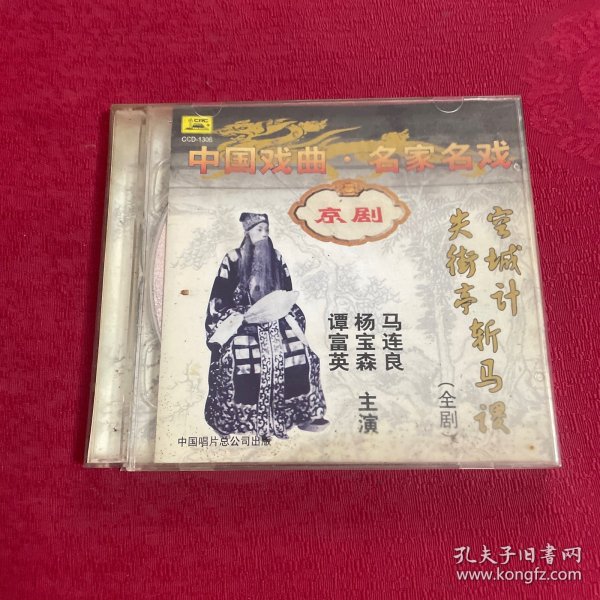 CRC
CCD-1306
中国戏曲·名家名戏
京剧
空城计
失街亭斩马谡
(全剧)
马连良
杨宝森
谭富英
主演
中国唱片总公司出版
孔夫子旧书网
www.kongfz.com